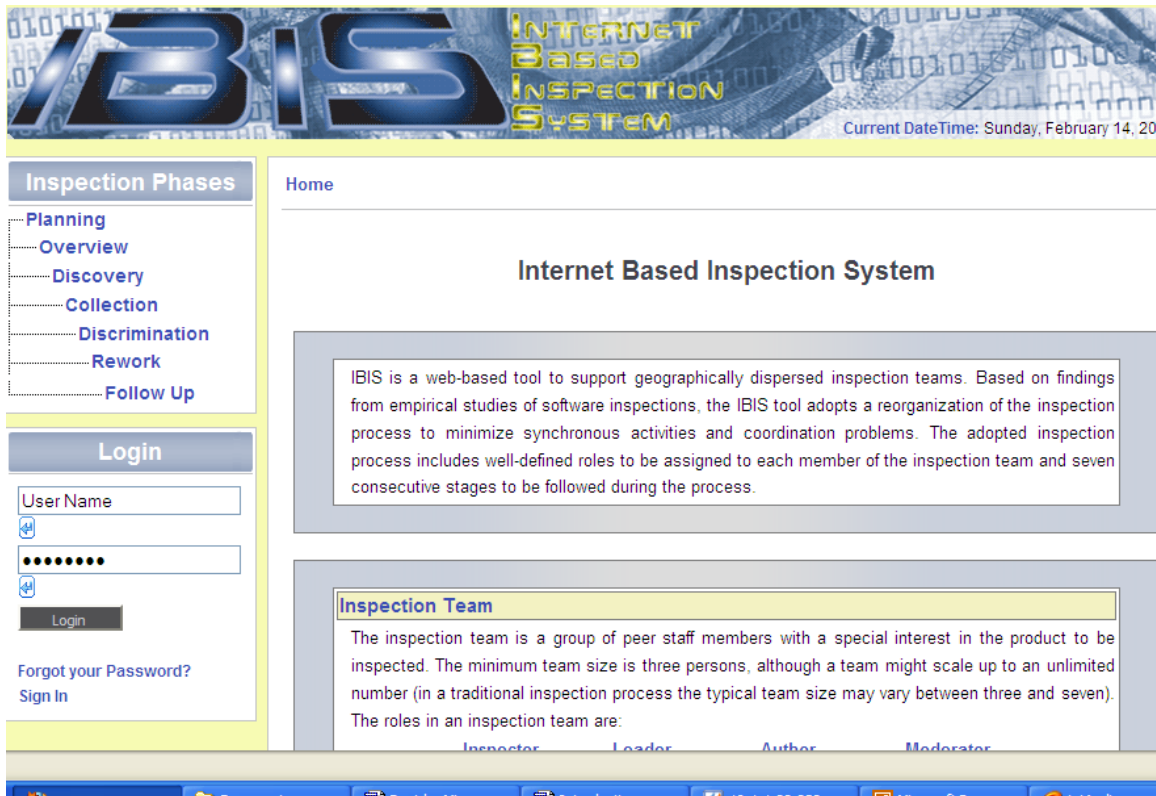 IBIS
INTERNET
BASED
INSPECTION
SYSTEM
Current DateTime: Sunday, February 14, 20
Inspection Phases
Planning
Overview
Discovery
Collection
Discrimination
Rework
Follow Up
Login
User Name
••••••••
Login
Forgot your Password?
Sign In
Home
Internet Based Inspection System
IBIS is a web-based tool to support geographically dispersed inspection teams. Based on findings
from empirical studies of software inspections, the IBIS tool adopts a reorganization of the inspection
process to minimize synchronous activities and coordination problems. The adopted inspection
process includes well-defined roles to be assigned to each member of the inspection team and seven
consecutive stages to be followed during the process.
Inspection Team
The inspection team is a group of peer staff members with a special interest in the product to be
inspected. The minimum team size is three persons, although a team might scale up to an unlimited
number (in a traditional inspection process the typical team size may vary between three and seven).
The roles in an inspection team are:
Inspector Leader Author Moderator